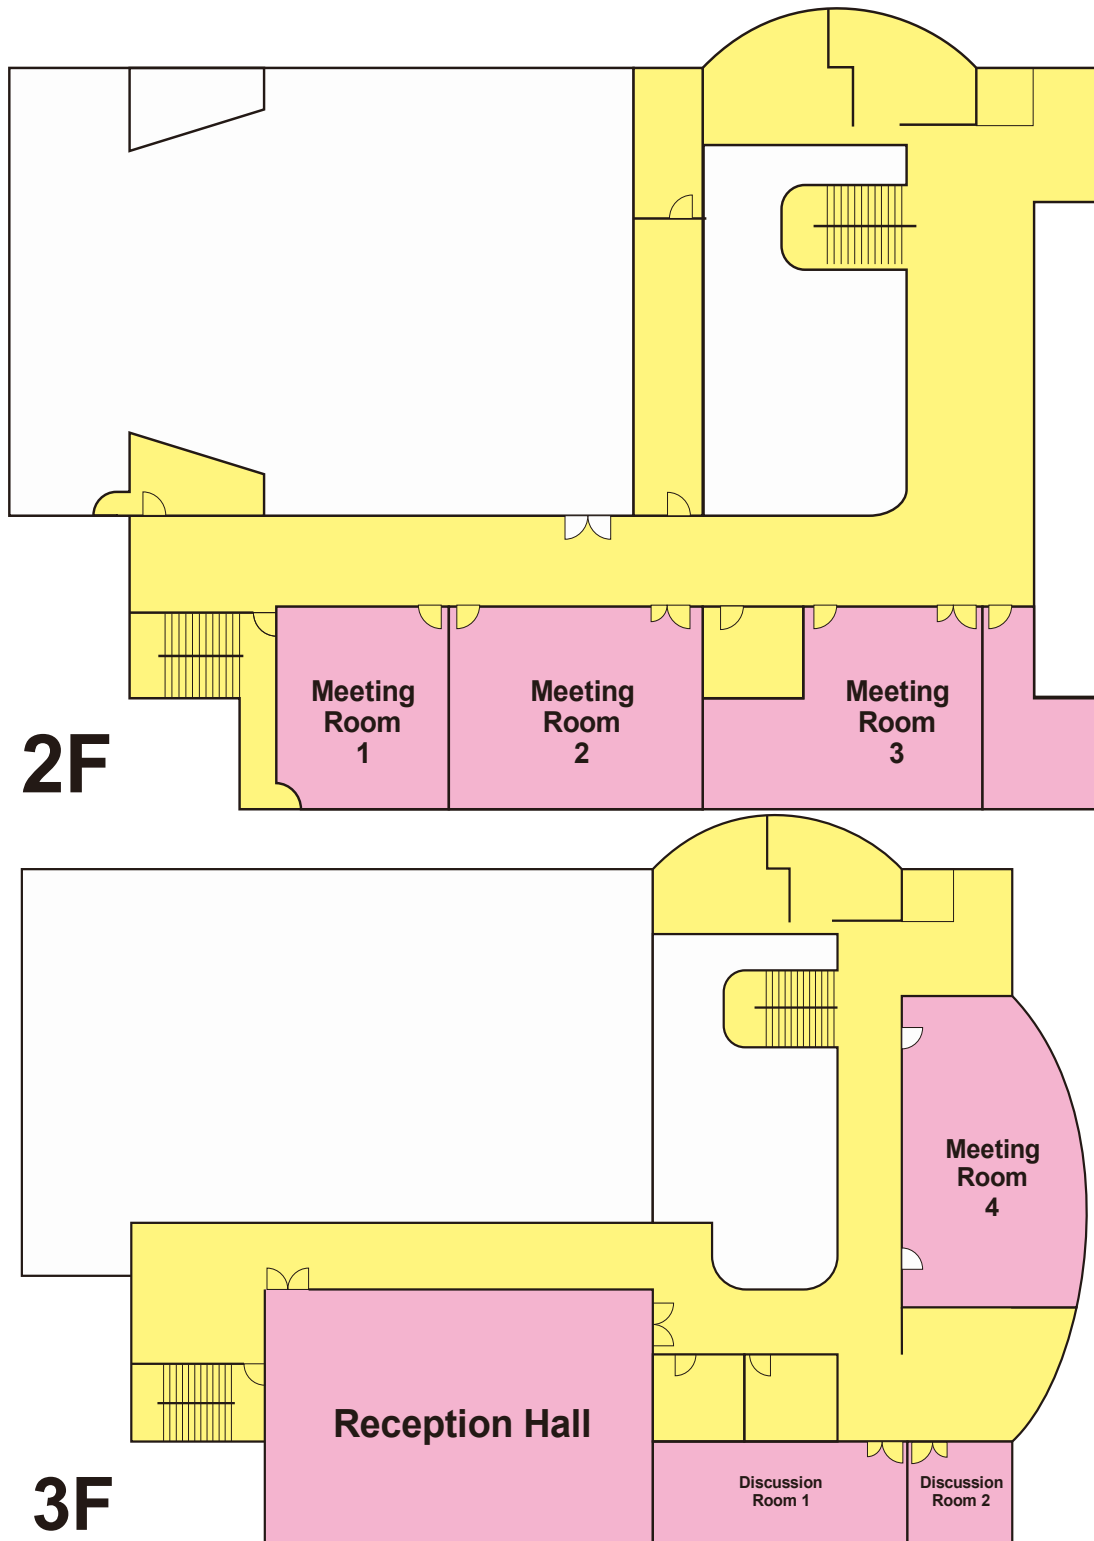 Meeting
Room
1
Meeting
Room
2
Meeting
Room
3
2F
Meeting
Room
4
Reception Hall
Discussion
Room 1
Discussion
Room 2
3F